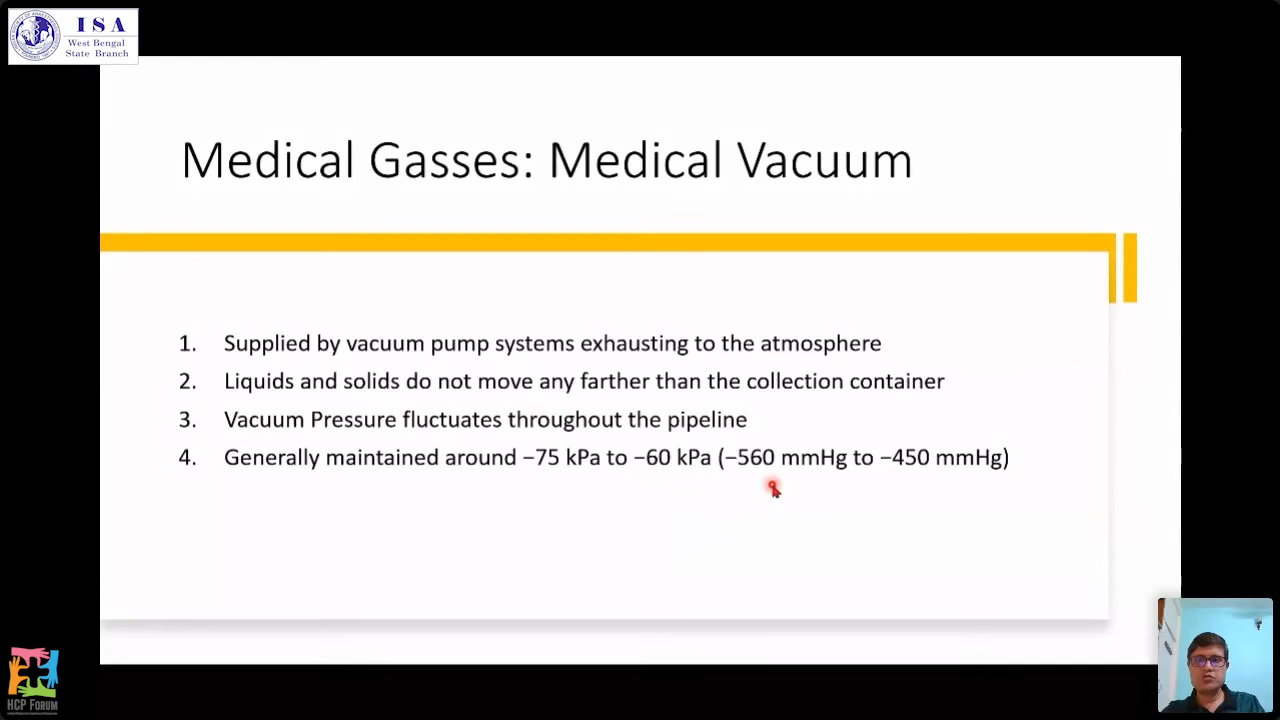 I S A
West Bengal
State Branch
Medical Gasses: Medical Vacuum
1. Supplied by vacuum pump systems exhausting to the atmosphere
2. Liquids and solids do not move any farther than the collection container
3. Vacuum Pressure fluctuates throughout the pipeline
4. Generally maintained around −75 kPa to −60 kPa (−560 mmHg to −450 mmHg)
HCP FORUM